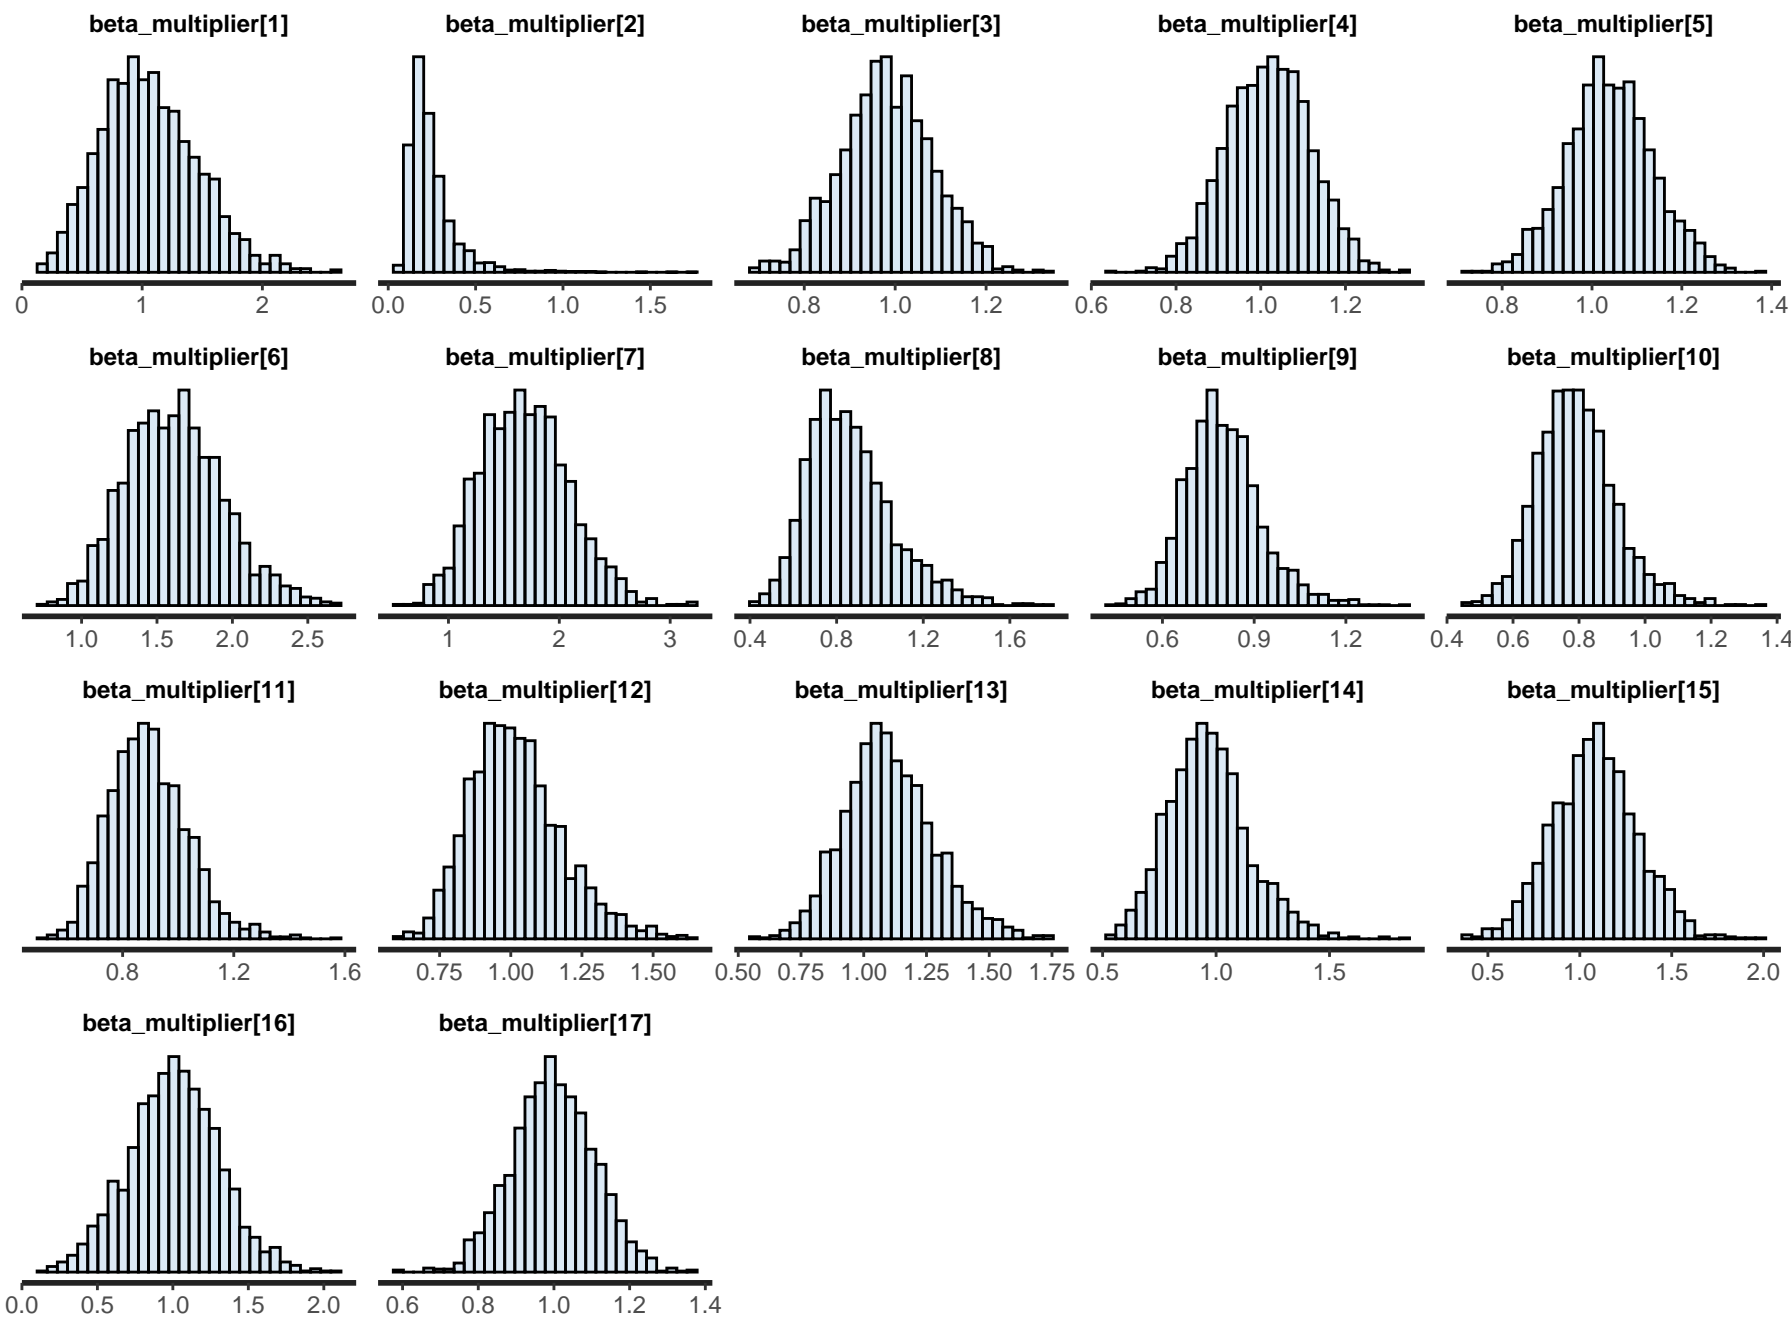 beta_multiplier[1] beta_multiplier[2] beta_multiplier[3] beta_multiplier[4] beta_multiplier[5]
0 1 2 0.0 0.5 1.0 1.5 0.8 1.0 1.2 0.6 0.8 1.0 1.2 0.8 1.0 1.2 1.4
beta_multiplier[6] beta_multiplier[7] beta_multiplier[8] beta_multiplier[9] beta_multiplier[10]
1.0 1.5 2.0 2.5 1 2 3 0.4 0.8 1.2 1.6 0.6 0.9 1.2 0.4 0.6 0.8 1.0 1.2 1.4
beta_multiplier[11] beta_multiplier[12] beta_multiplier[13] beta_multiplier[14] beta_multiplier[15]
0.8 1.2 1.6 0.75 1.00 1.25 1.50 0.50 0.75 1.00 1.25 1.50 1.75 0.5 1.0 1.5 0.5 1.0 1.5 2.0
beta_multiplier[16] beta_multiplier[17]
0.0 0.5 1.0 1.5 2.0 0.6 0.8 1.0 1.2 1.4